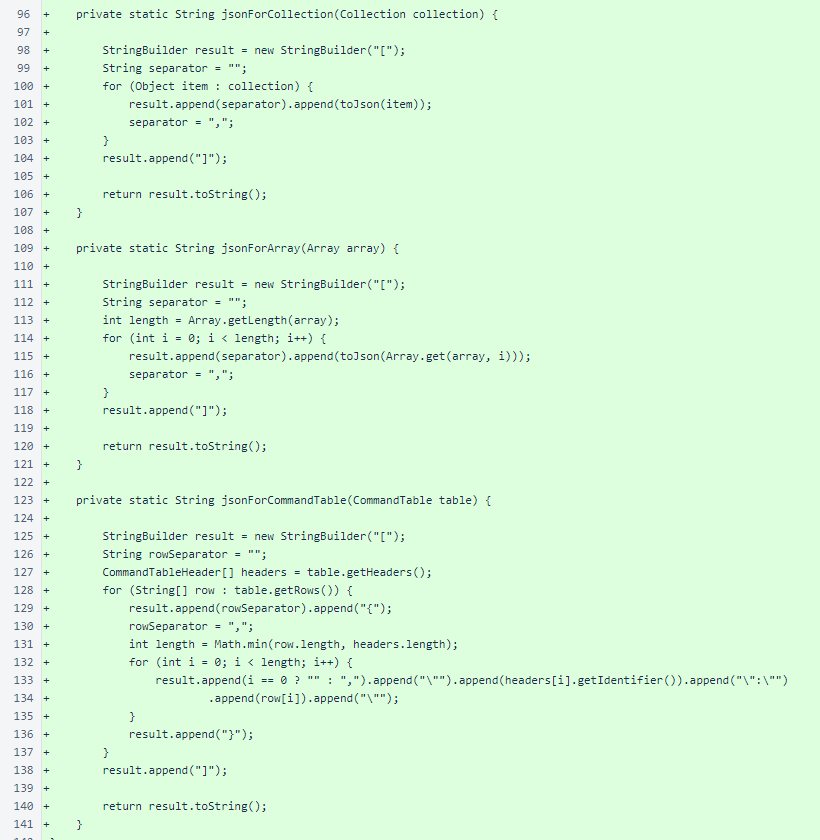 96 +    private static String jsonForCollection(Collection collection) {
97 +
98 +        StringBuilder result = new StringBuilder("[");
99 +        String separator = "";
100 +        for (Object item : collection) {
101 +            result.append(separator).append(toJson(item));
102 +            separator = ",";
103 +        }
104 +        result.append("]");
105 +
106 +        return result.toString();
107 +    }
108 +
109 +    private static String jsonForArray(Array array) {
110 +
111 +        StringBuilder result = new StringBuilder("[");
112 +        String separator = "";
113 +        int length = Array.getLength(array);
114 +        for (int i = 0; i < length; i++) {
115 +            result.append(separator).append(toJson(Array.get(array, i)));
116 +            separator = ",";
117 +        }
118 +        result.append("]");
119 +
120 +        return result.toString();
121 +    }
122 +
123 +    private static String jsonForCommandTable(CommandTable table) {
124 +
125 +        StringBuilder result = new StringBuilder("[");
126 +        String rowSeparator = "";
127 +        CommandTableHeader[] headers = table.getHeaders();
128 +        for (String[] row : table.getRows()) {
129 +            result.append(rowSeparator).append("{");
130 +            rowSeparator = ",";
131 +            int length = Math.min(row.length, headers.length);
132 +            for (int i = 0; i < length; i++) {
133 +                result.append(i == 0 ? "" : ",").append("\"").append(headers[i].getIdentifier()).append("\":\"")
134 +                        .append(row[i]).append("\"");
135 +            }
136 +            result.append("}");
137 +        }
138 +        result.append("]");
139 +
140 +        return result.toString();
141 +    }